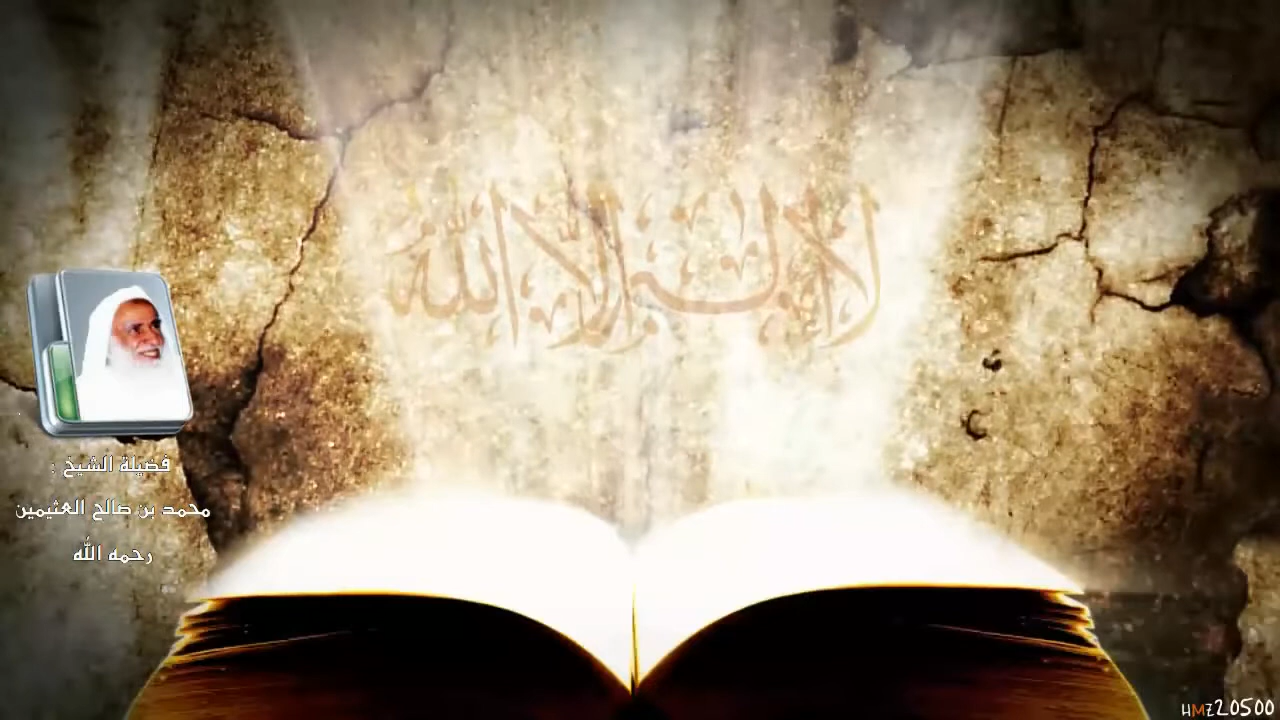 لا إله إلا الله
فضيلة الشيخ :
محمد بن صالح العثيمين
رحمه الله
HMZ20500